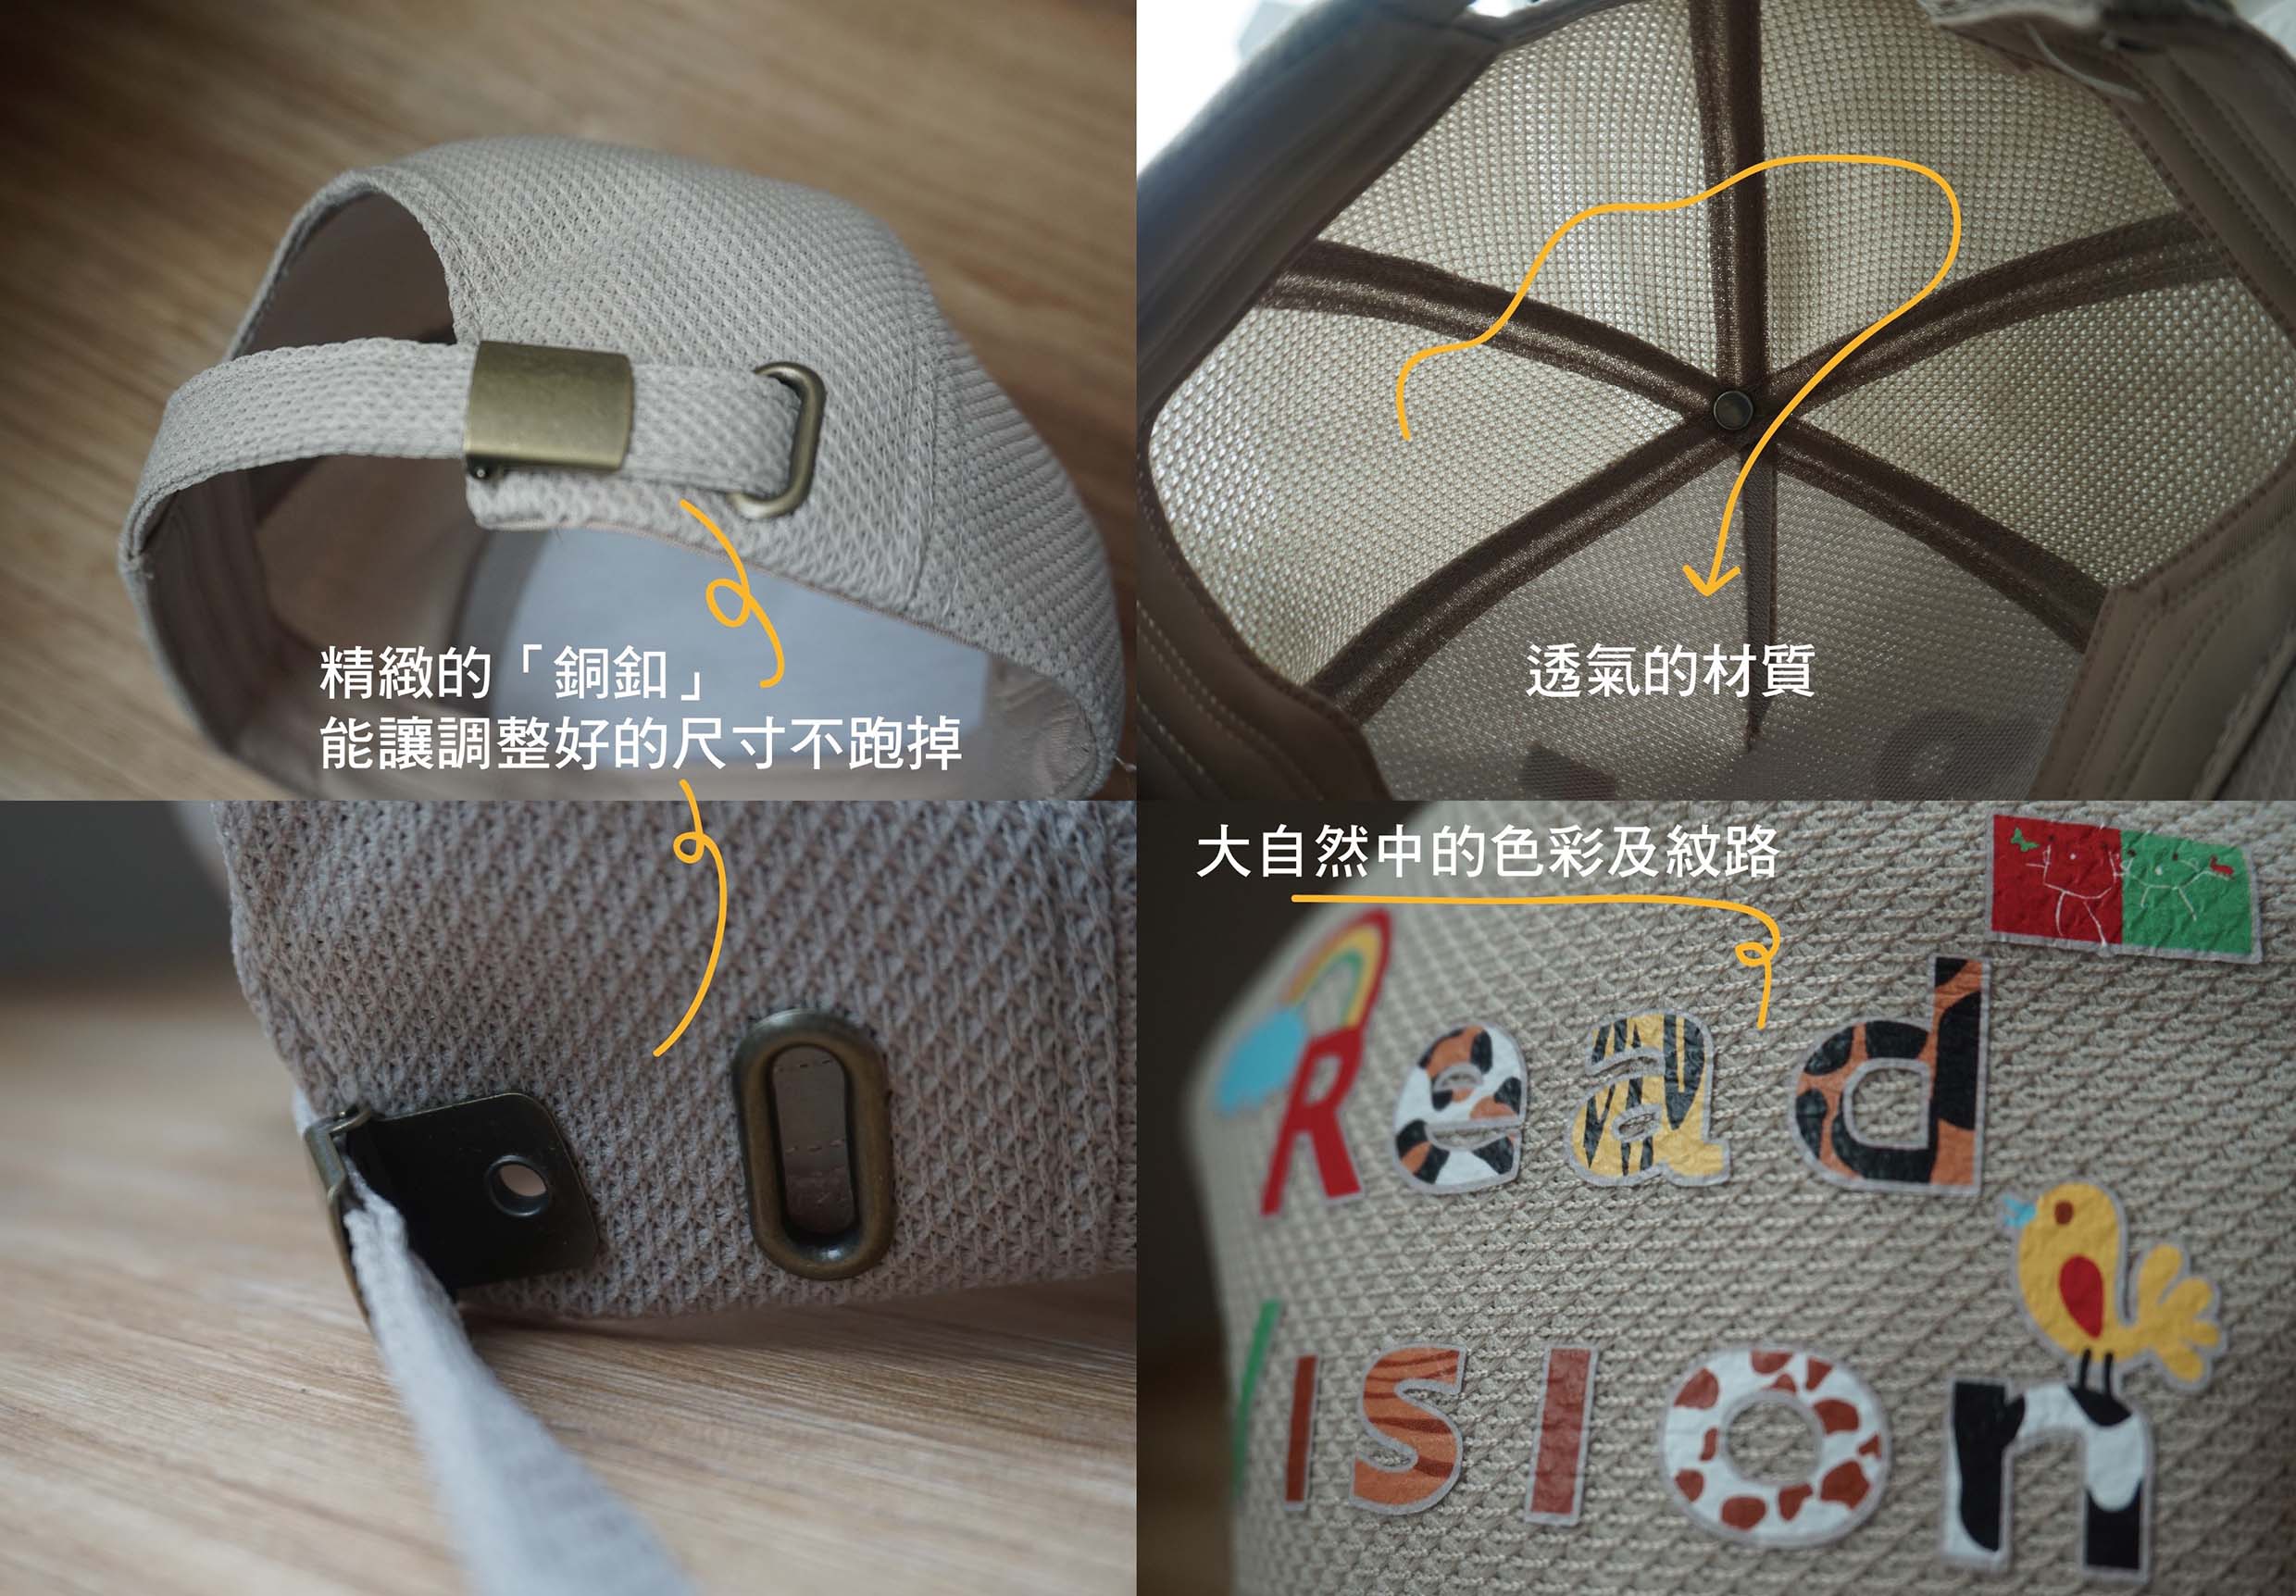 精緻的「銅釦」
能讓調整好的尺寸不跑掉
透氣的材質
大自然中的色彩及紋路
Read
Vision